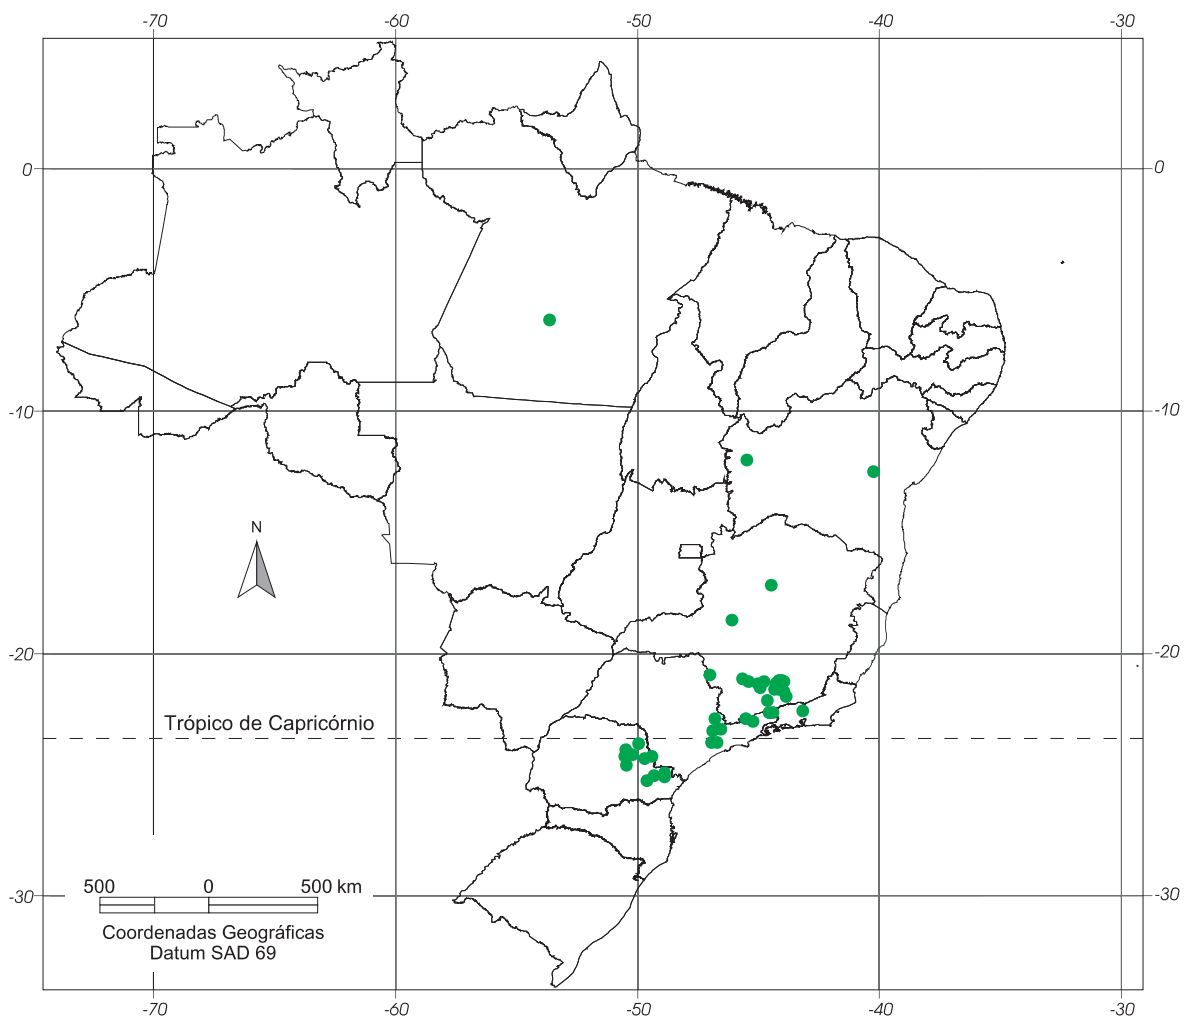 -70 -60 -50 -40 -30
0 0
-10 -10
N
-20 -20
Trópico de Capricórnio
500 0 500 km
-30 -30
Coordenadas Geográficas
Datum SAD 69
-70 -60 -50 -40 -30